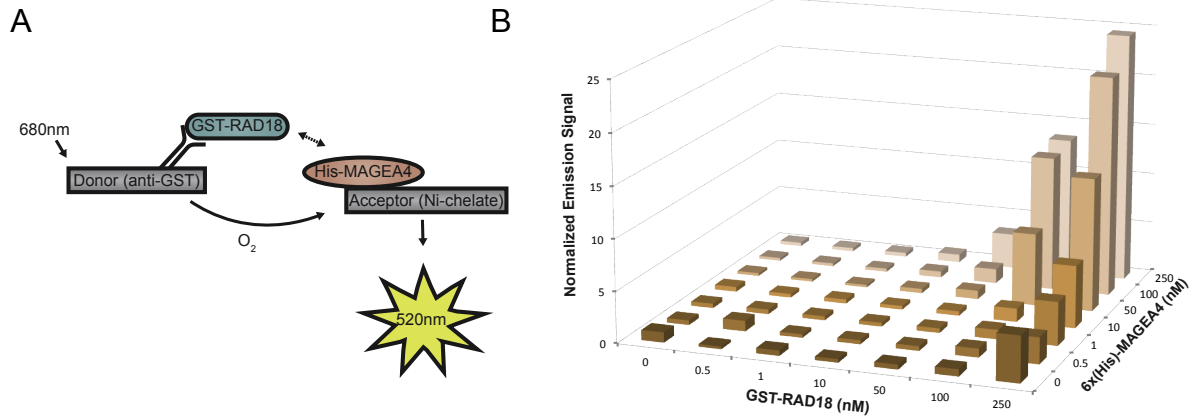 A
680nm
GST-RAD18
Donor (anti-GST)
His-MAGEA4
Acceptor (Ni-chelate)
O2
520nm
B
Normalized Emission Signal
25
20
15
10
5
0
0
0.5
1
10
50
100
250
GST-RAD18 (nM)
0
0.5
1
10
50
100
250
6x(His)-MAGEA4 (nM)